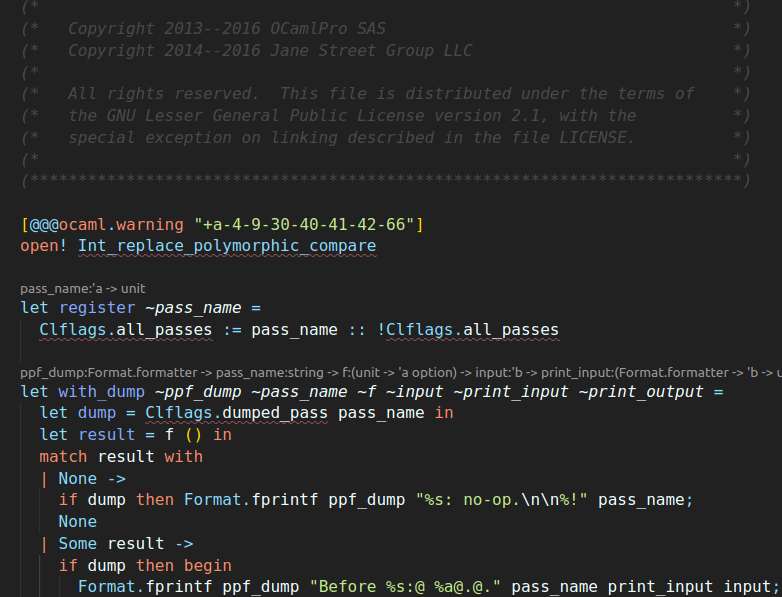 (*                                                                        *)
(*   Copyright 2013--2016 OCamlPro SAS                                    *)
(*   Copyright 2014--2016 Jane Street Group LLC                           *)
(*                                                                        *)
(*   All rights reserved.  This file is distributed under the terms of    *)
(*   the GNU Lesser General Public License version 2.1, with the          *)
(*   special exception on linking described in the file LICENSE.          *)
(*                                                                        *)
(**************************************************************************)
[@@@ocaml.warning "+a-4-9-30-40-41-42-66"]
open! Int_replace_polymorphic_compare
pass_name:'a -> unit
let register ~pass_name =
  Clflags.all_passes := pass_name :: !Clflags.all_passes
ppf_dump:Format.formatter -> pass_name:string -> f:(unit -> 'a option) -> input:'b -> print_input:(Format.formatter -> 'b -> u
let with_dump ~ppf_dump ~pass_name ~f ~input ~print_input ~print_output =
  let dump = Clflags.dumped_pass pass_name in
  let result = f () in
  match result with
  | None ->
    if dump then Format.fprintf ppf_dump "%s: no-op.\n\n%!" pass_name;
    None
  | Some result ->
    if dump then begin
      Format.fprintf ppf_dump "Before %s:@ %a@.@." pass_name print_input input;